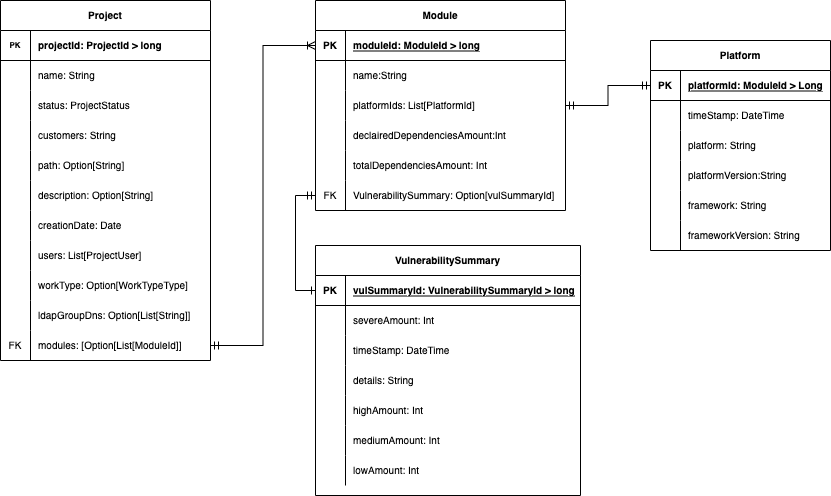 Project
PK projectId: ProjectId > long
name: String
status: ProjectStatus
customers: String
path: Option[String]
description: Option[String]
creationDate: Date
users: List[ProjectUser]
workType: Option[WorkTypeType]
ldapGroupDns: Option[List[String]]
FK modules: [Option[List[ModuleId]]
Module
PK moduleId: ModuleId > long
name:String
platformIds: List[PlatformId]
declairedDependenciesAmount:Int
totalDependenciesAmount: Int
FK VulnerabilitySummary: Option[vulSummaryId]
Platform
PK platformId: ModuleId > Long
timeStamp: DateTime
platform: String
platformVersion:String
framework: String
frameworkVersion: String
VulnerabilitySummary
PK vulSummaryId: VulnerabilitySummaryId > long
severeAmount: Int
timeStamp: DateTime
details: String
highAmount: Int
mediumAmount: Int
lowAmount: Int